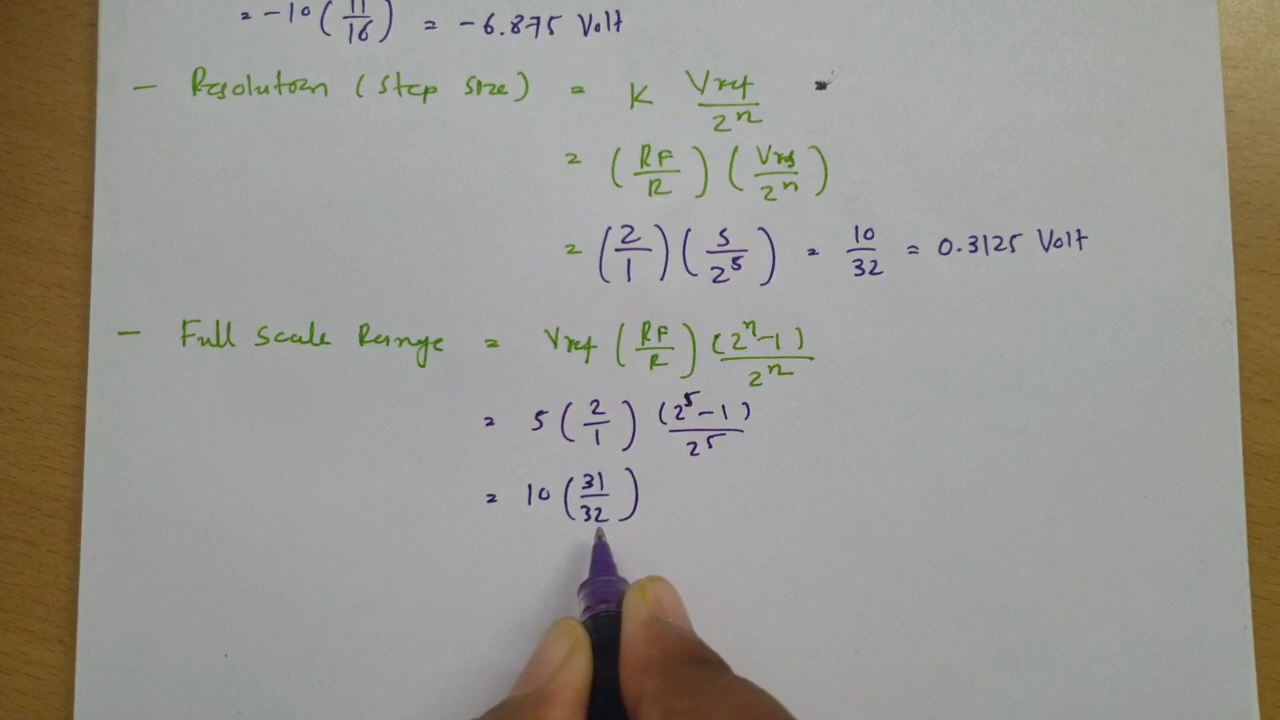 = -10 (11/16) = -6.875 Volt
- Resolution (Step size) = K Vref/2^n
= (RF/R) (Vref/2^n)
= (2/1) (5/2^5) = 10/32 = 0.3125 Volt
- Full Scale Range = Vref (RF/R) (2^n-1)/2^n
= 5 (2/1) (2^5-1)/2^5
= 10 (31/32)